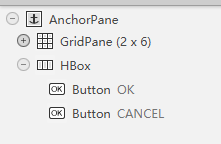 AnchorPane
GridPane (2 x 6)
HBox
OK Button OK
OK Button CANCEL